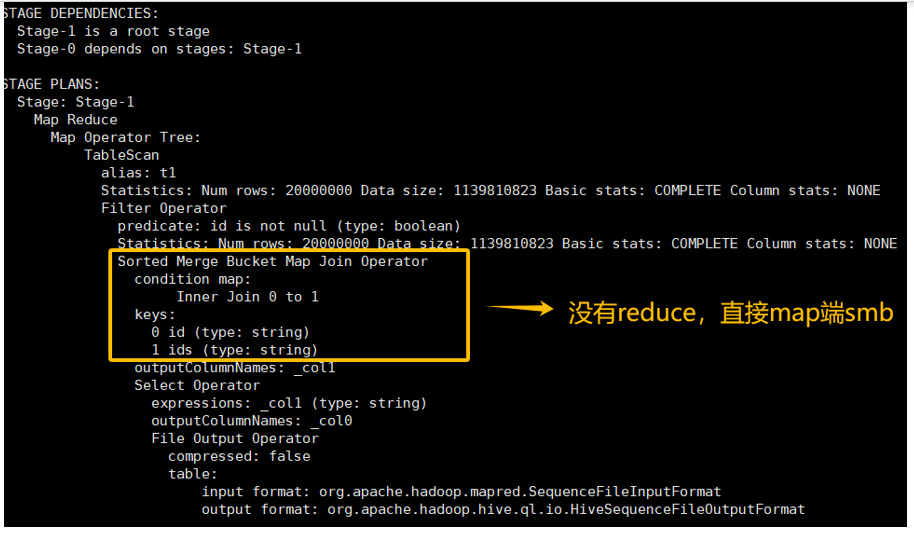 STAGE DEPENDENCIES:
Stage-1 is a root stage
Stage-0 depends on stages: Stage-1
STAGE PLANS:
Stage: Stage-1
Map Reduce
Map Operator Tree:
TableScan
alias: t1
Statistics: Num rows: 20000000 Data size: 1139810823 Basic stats: COMPLETE Column stats: NONE
Filter Operator
predicate: id is not null (type: boolean)
Statistics: Num rows: 20000000 Data size: 1139810823 Basic stats: COMPLETE Column stats: NONE
Sorted Merge Bucket Map Join Operator
condition map:
Inner Join 0 to 1
keys:
0 id (type: string)
1 ids (type: string)
outputColumnNames: _col1
Select Operator
expressions: _col1 (type: string)
outputColumnNames: _col0
File Output Operator
compressed: false
table:
input format: org.apache.hadoop.mapred.SequenceFileInputFormat
output format: org.apache.hadoop.hive.ql.io.HiveSequenceFileOutputFormat
没有reduce，直接map端smb